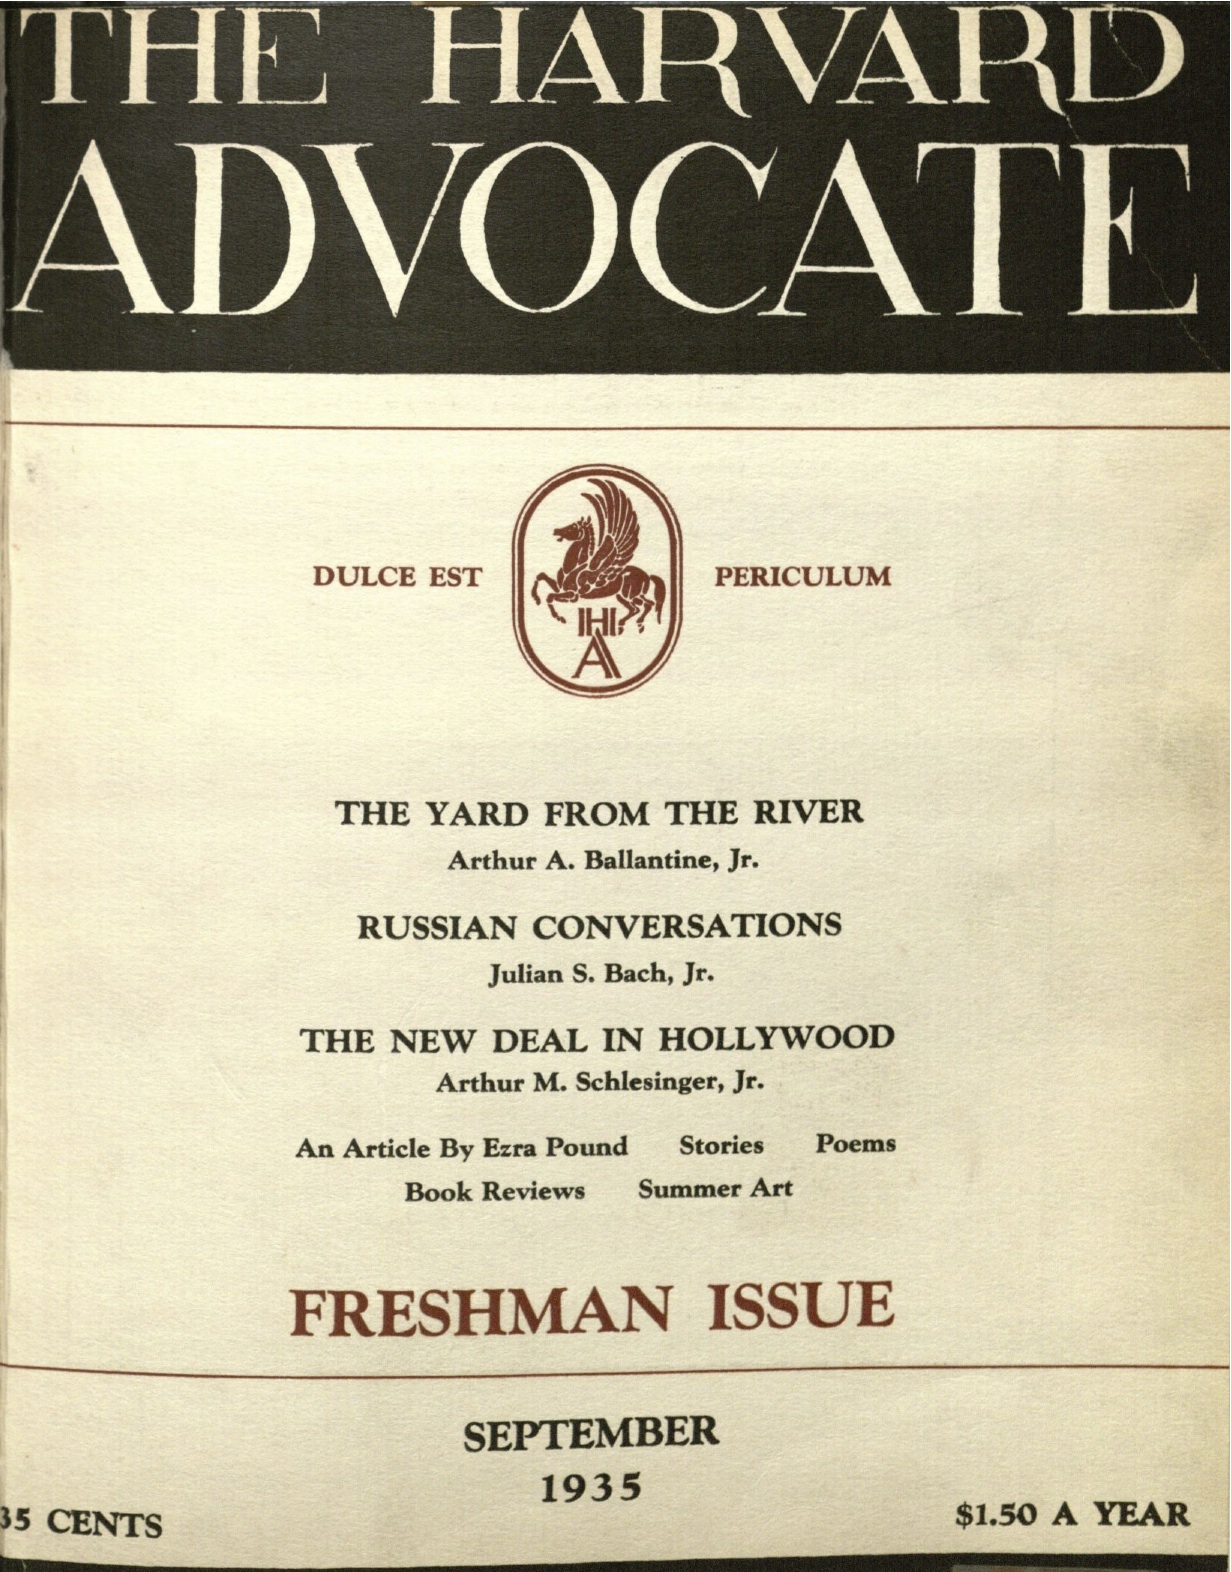 THE HARVARD
ADVOCATE
DULCE EST PERICULUM
HA
THE YARD FROM THE RIVER
Arthur A. Ballantine, Jr.
RUSSIAN CONVERSATIONS
Julian S. Bach, Jr.
THE NEW DEAL IN HOLLYWOOD
Arthur M. Schlesinger, Jr.
An Article By Ezra Pound Stories Poems
Book Reviews Summer Art
FRESHMAN ISSUE
SEPTEMBER
1935
35 CENTS $1.50 A YEAR